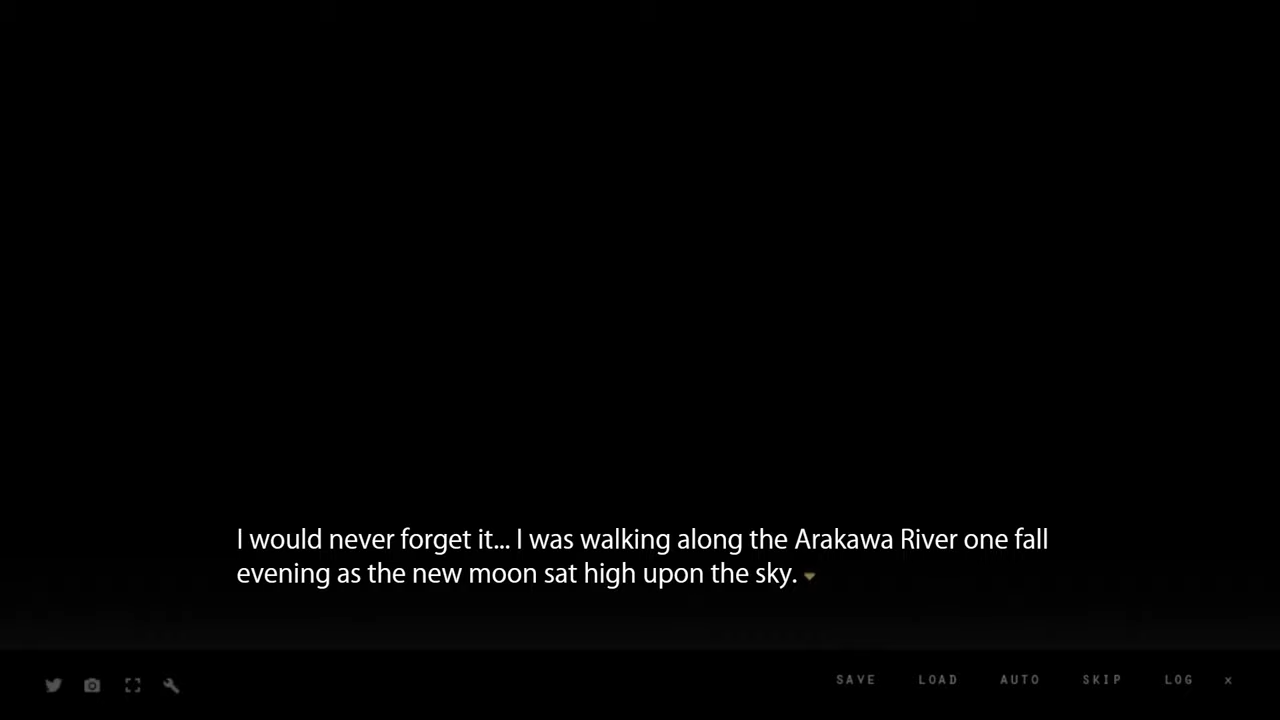 I would never forget it... I was walking along the Arakawa River one fall
evening as the new moon sat high upon the sky.
SAVE LOAD AUTO SKIP LOG ×